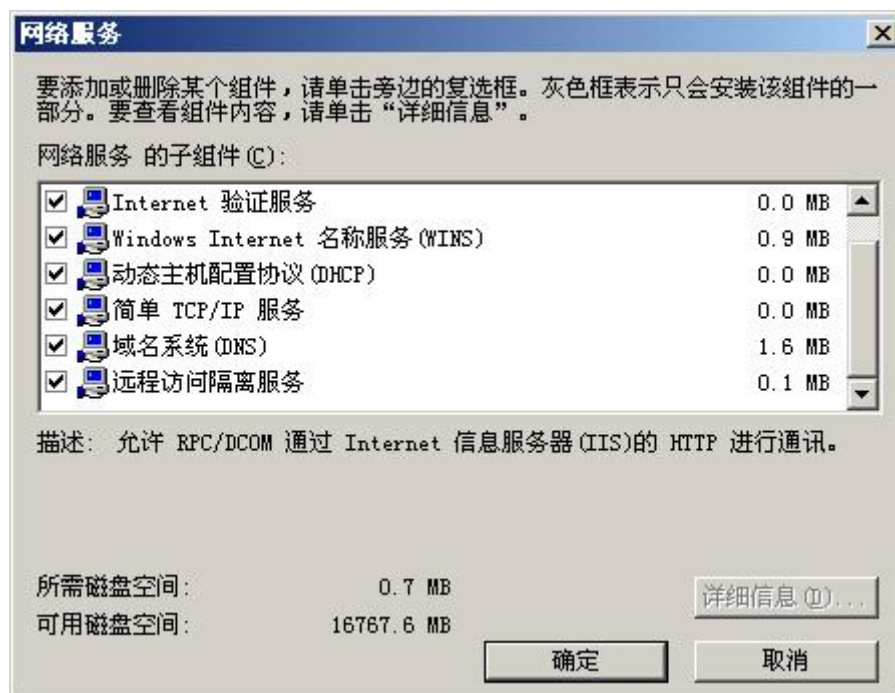 网络服务
要添加或删除某个组件，请单击旁边的复选框。灰色框表示只会安装该组件的一
部分。要查看组件内容，请单击“详细信息”。
网络服务 的子组件(C):
Internet 验证服务 0.0 MB
Windows Internet 名称服务(WINS) 0.9 MB
动态主机配置协议(DHCP) 0.0 MB
简单 TCP/IP 服务 0.0 MB
域名系统(DNS) 1.6 MB
远程访问隔离服务 0.1 MB
描述: 允许 RPC/DCOM 通过 Internet 信息服务器(IIS)的 HTTP 进行通讯。
所需磁盘空间: 0.7 MB
详细信息(D)...
可用磁盘空间: 16767.6 MB
确定 取消